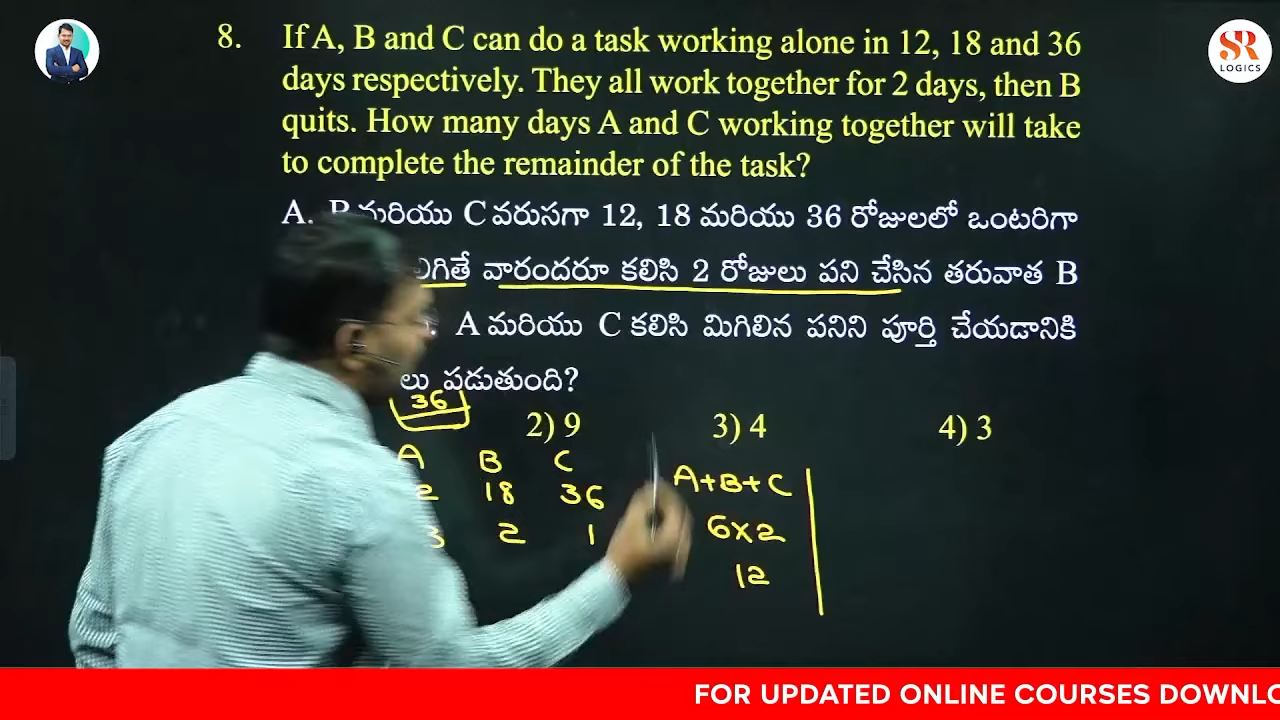 8. If A, B and C can do a task working alone in 12, 18 and 36
days respectively. They all work together for 2 days, then B
quits. How many days A and C working together will take
to complete the remainder of the task?
SR
LOGICS
A. B మరియు C వరుసగా 12, 18 మరియు 36 రోజులలో ఒంటరిగా
వారందరూ కలిసి 2 రోజులు పని చేసిన తరువాత B
A మరియు C కలిసి మిగిలిన పనిని పూర్తి చేయడానికి
పడుతుంది?
36
2) 9 3) 4 4) 3
A B C
18 36
2 1
A+B+C
6x2
12
FOR UPDATED ONLINE COURSES